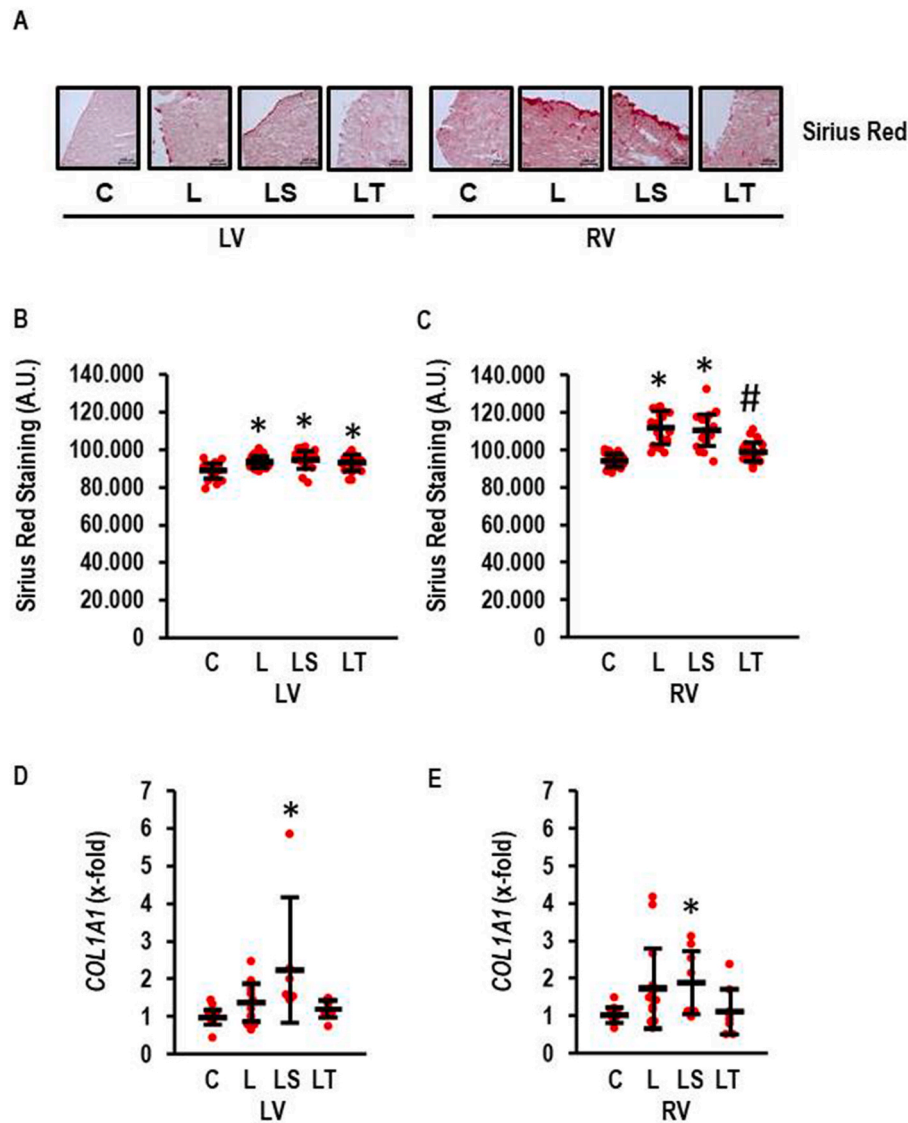 A
Sirius Red
C L LS LT C L LS LT
LV RV
B
Sirius Red Staining (A.U.)
140.000
120.000
100.000
80.000
60.000
40.000
20.000
0
* * *
C L LS LT
LV
C
Sirius Red Staining (A.U.)
140.000
120.000
100.000
80.000
60.000
40.000
20.000
0
* * #
C L LS LT
RV
D
COL1A1 (x-fold)
7
6
5
4
3
2
1
0
*
C L LS LT
LV
E
COL1A1 (x-fold)
7
6
5
4
3
2
1
0
*
C L LS LT
RV